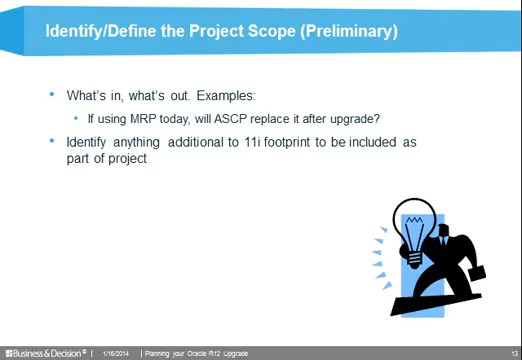 Identify/Define the Project Scope (Preliminary)
• What's in, what's out. Examples:
• If using MRP today, will ASCP replace it after upgrade?
• Identify anything additional to 11i footprint to be included as
part of project
Business & Decision © | 1/16/2014 | Planning your Oracle R12 Upgrade 13